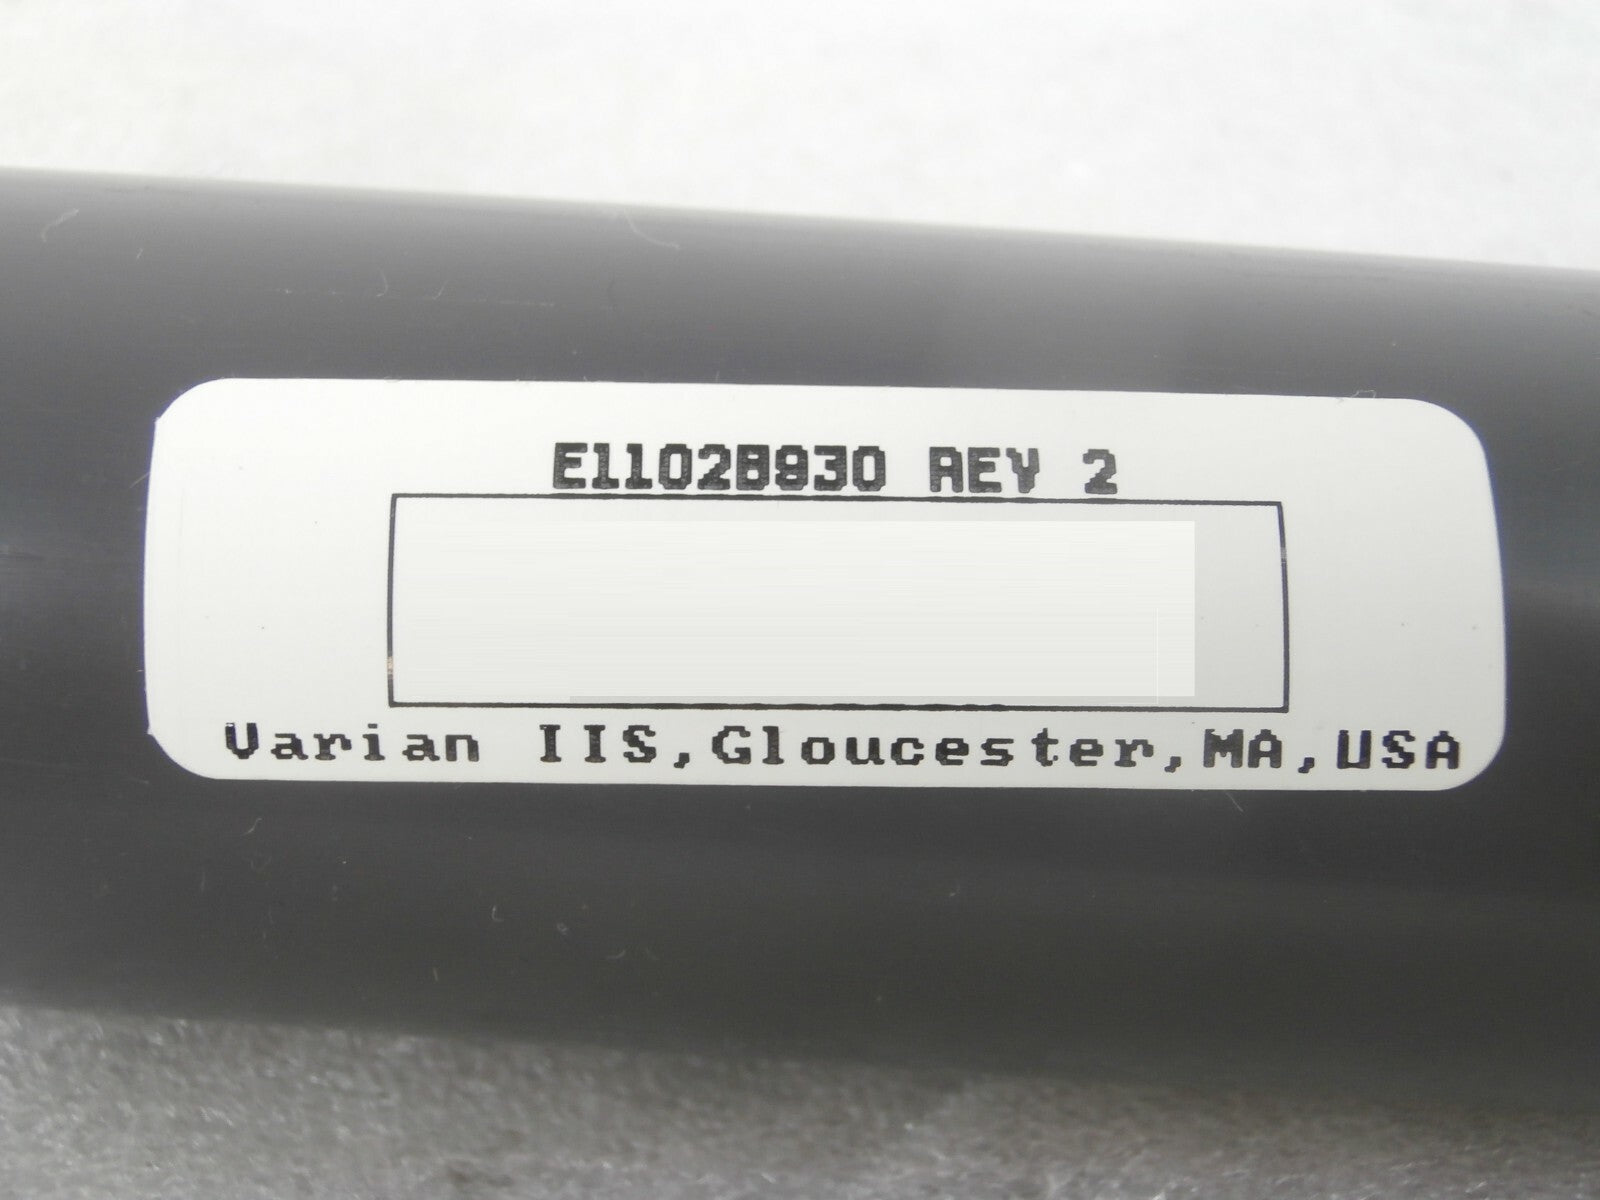 E11028930 REV 2
Varian IIS,Gloucester,MA,USA